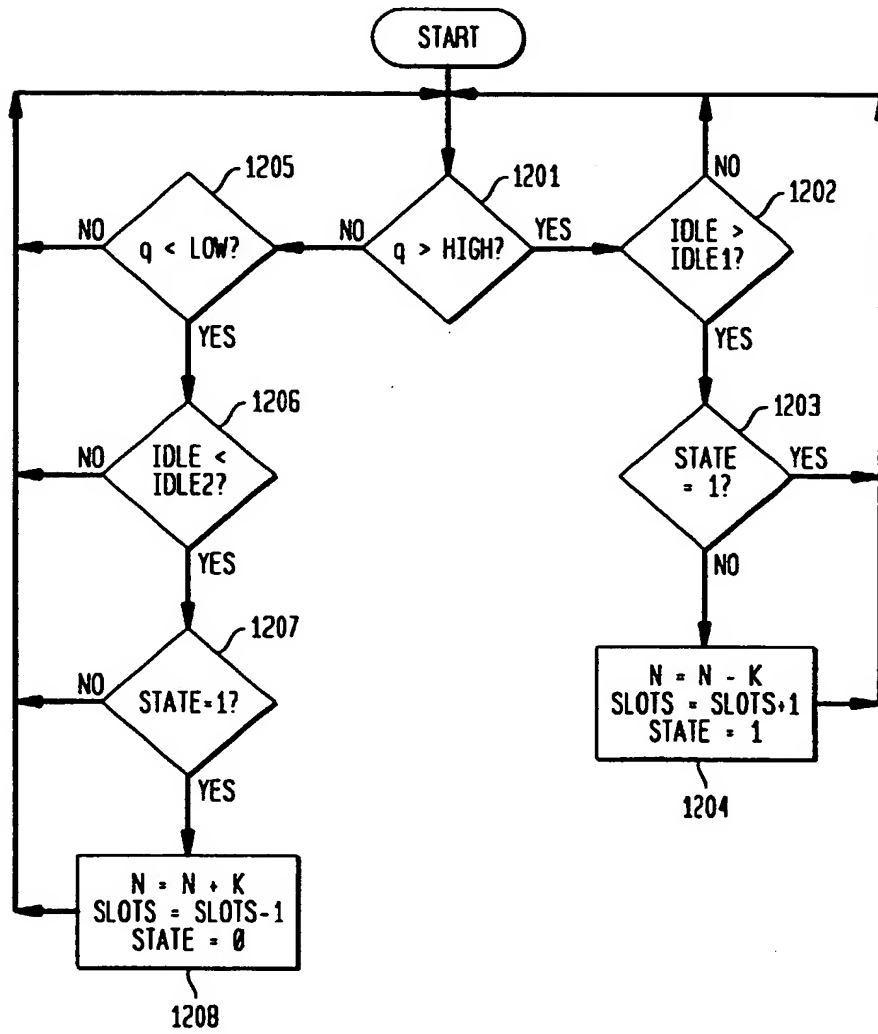 START
1205
1201
1202
NO
q < LOW?
NO
q > HIGH?
YES
IDLE >
IDLE1?
NO
YES
YES
1206
1203
NO
IDLE <
IDLE2?
STATE
= 1?
YES
YES
NO
1207
NO
STATE=1?
N = N - K
SLOTS = SLOTS+1
STATE = 1
YES
1204
N = N + K
SLOTS = SLOTS-1
STATE = 0
1208